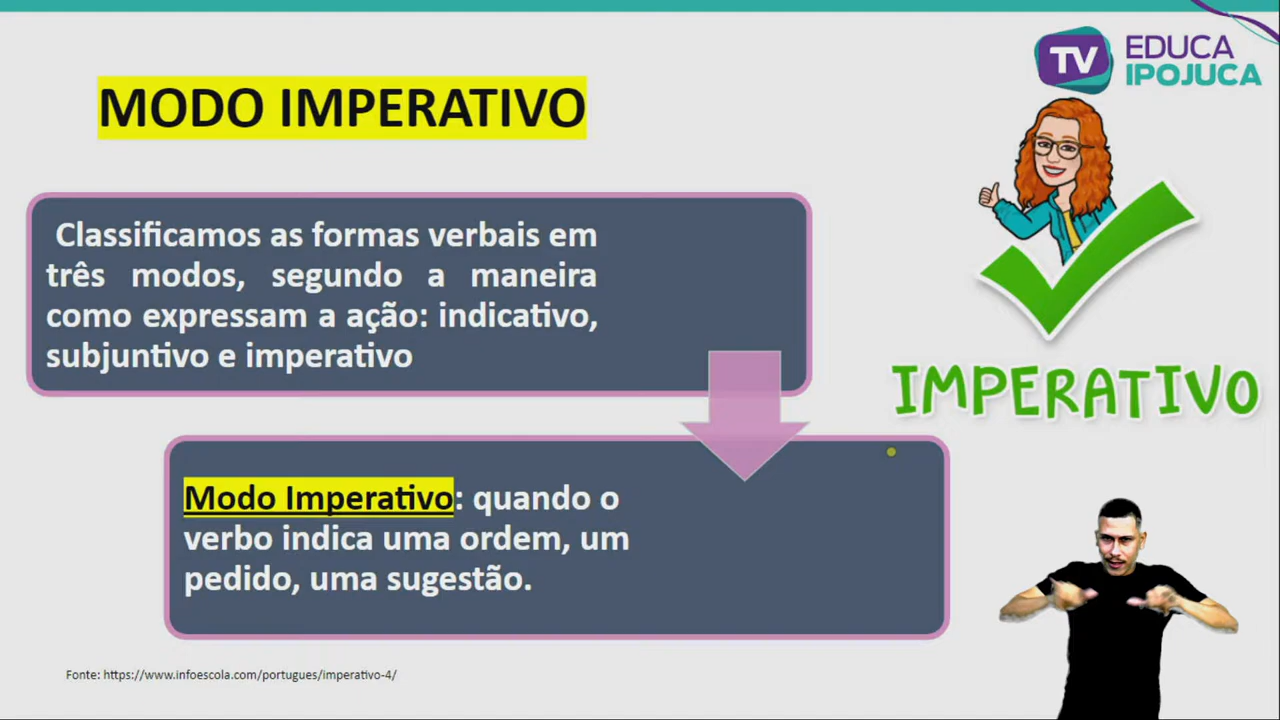 TV EDUCA
IPOJUCA
MODO IMPERATIVO
Classificamos as formas verbais em
três modos, segundo a maneira
como expressam a ação: indicativo,
subjuntivo e imperativo
IMPERATIVO
Modo Imperativo: quando o
verbo indica uma ordem, um
pedido, uma sugestão.
Fonte: https://www.infoescola.com/portugues/imperativo-4/